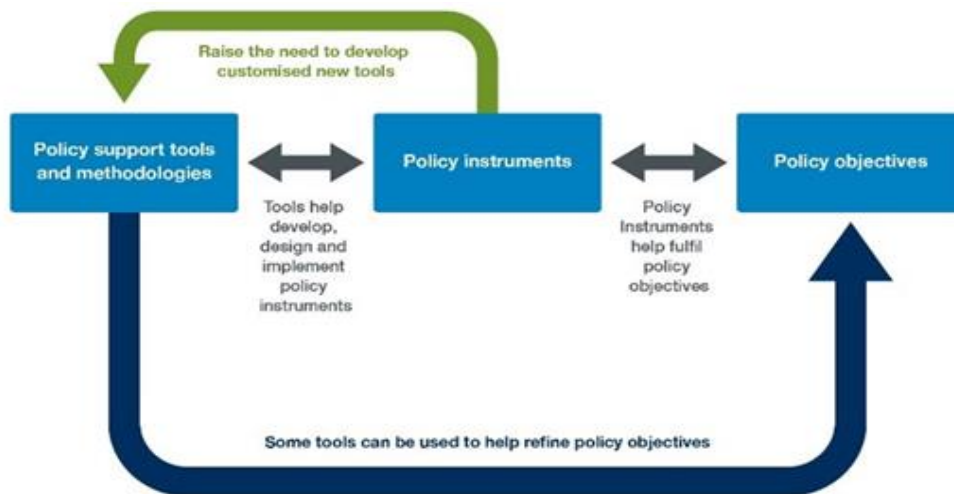 Raise the need to develop
customised new tools
Policy support tools
and methodologies
Policy instruments
Policy objectives
Tools help
develop,
design and
implement
policy
instruments
Policy
Instruments
help fulfil
policy
objectives
Some tools can be used to help refine policy objectives